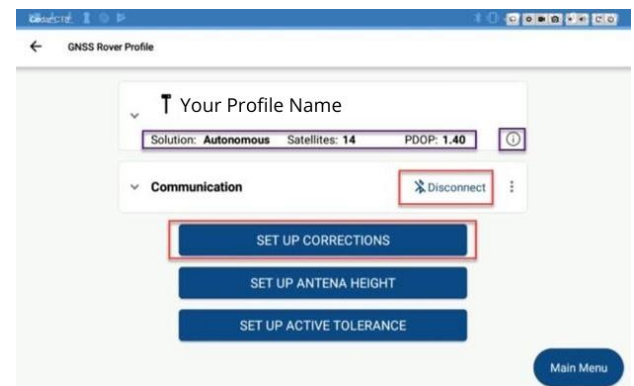 GNSS Rover Profile
Your Profile Name
Solution: Autonomous Satellites: 14 PDOP: 1.40
Communication Disconnect
SET UP CORRECTIONS
SET UP ANTENA HEIGHT
SET UP ACTIVE TOLERANCE
Main Menu